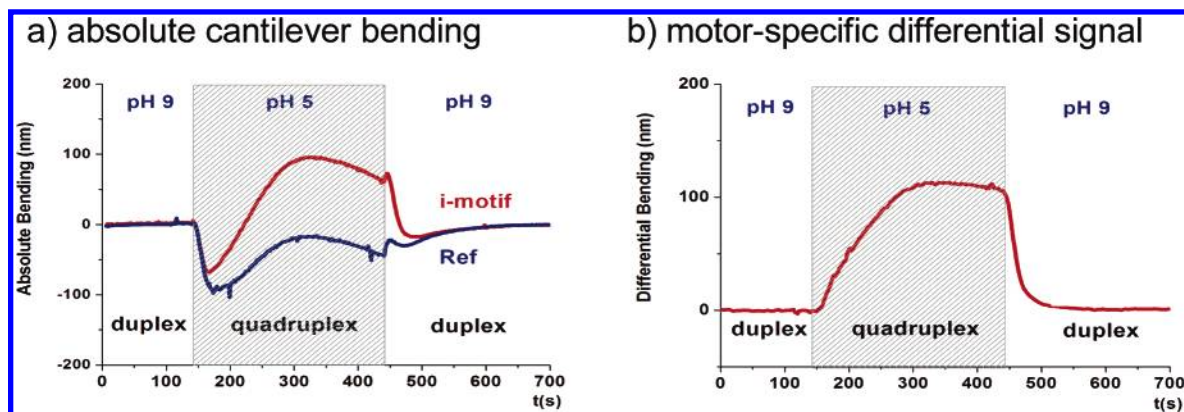 a) absolute cantilever bending
200
pH 9
pH 5
pH 9
100
Absolute Bending (nm)
i-motif
0
Ref
-100
duplex
quadruplex
duplex
-200
0
100
200
300
400
500
600
700
t(s)
b) motor-specific differential signal
200
pH 9
pH 5
pH 9
Differential Bending (nm)
100
0
duplex
quadruplex
duplex
0
100
200
300
400
500
600
700
t(s)